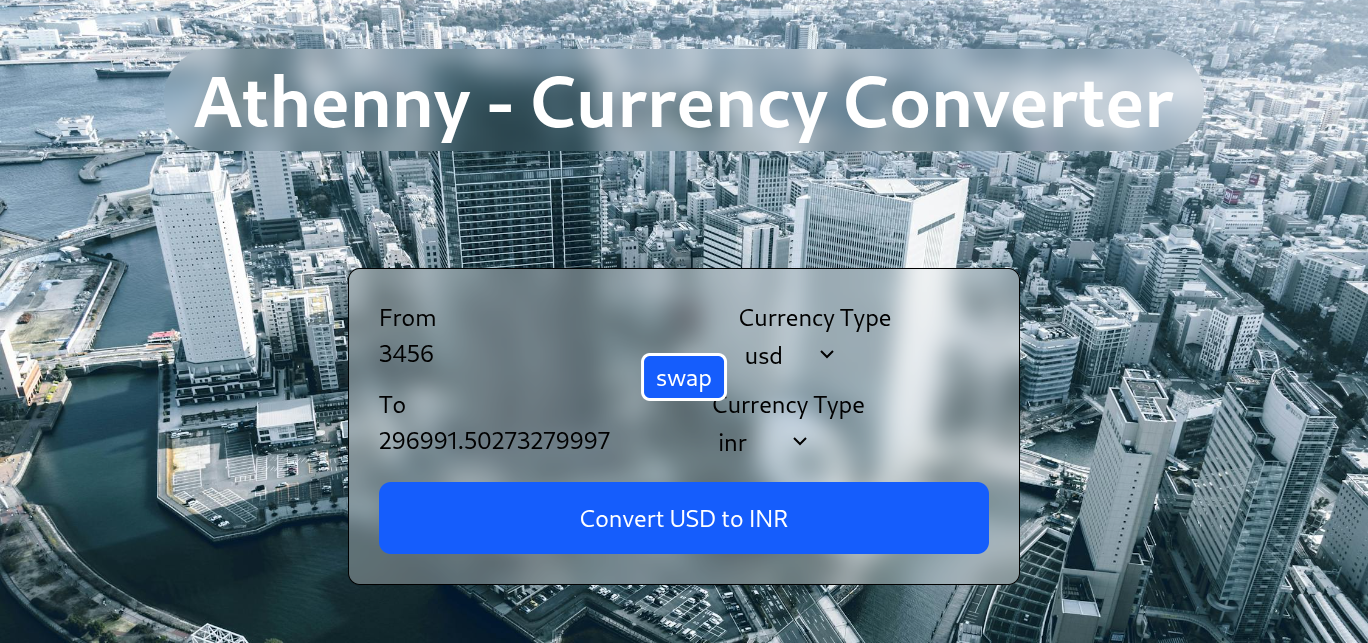 Athenny - Currency Converter
From
Currency Type
3456
usd
swap
To
Currency Type
296991.50273279997
inr
Convert USD to INR